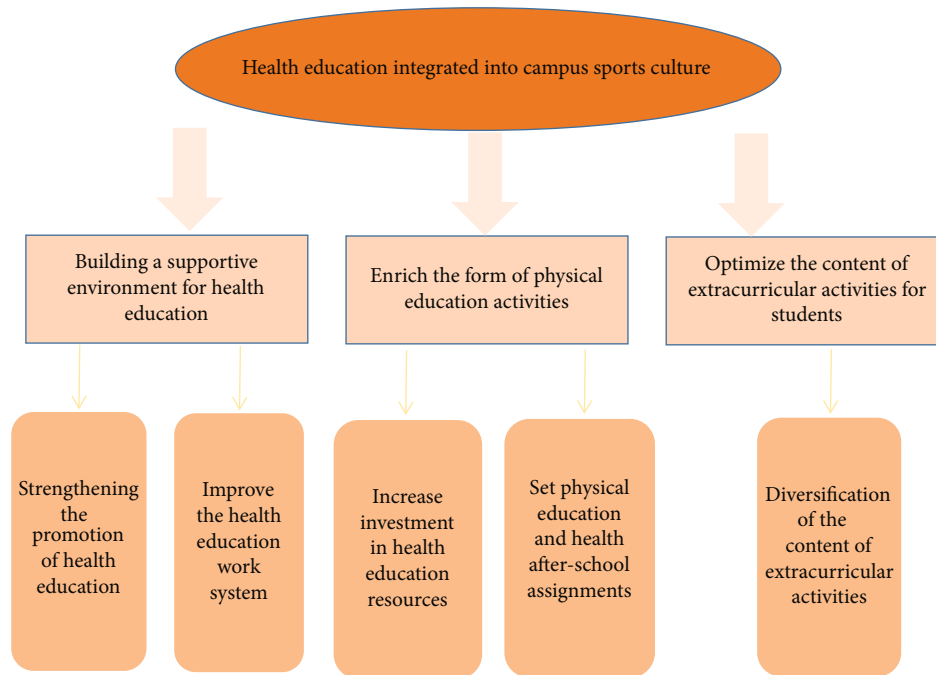 Health education integrated into campus sports culture
Building a supportive
environment for health
education
Enrich the form of physical
education activities
Optimize the content of
extracurricular activities for
students
Strengthening
the
promotion
of health
education
Improve
the health
education
work
system
Increase
investment
in health
education
resources
Set physical
education
and health
after-school
assignments
Diversification
of the
content of
extracurricular
activities